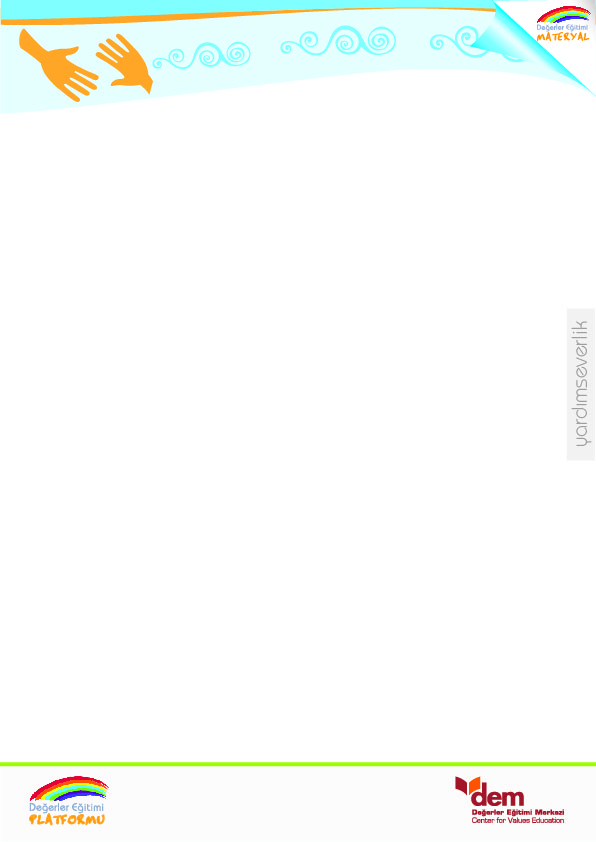 Değerler Eğitimi
MATERYAL
yardımseverlik
Değerler Eğitimi
PLATFORMU
dem
Değerler Eğitimi Merkezi
Center for Values Education